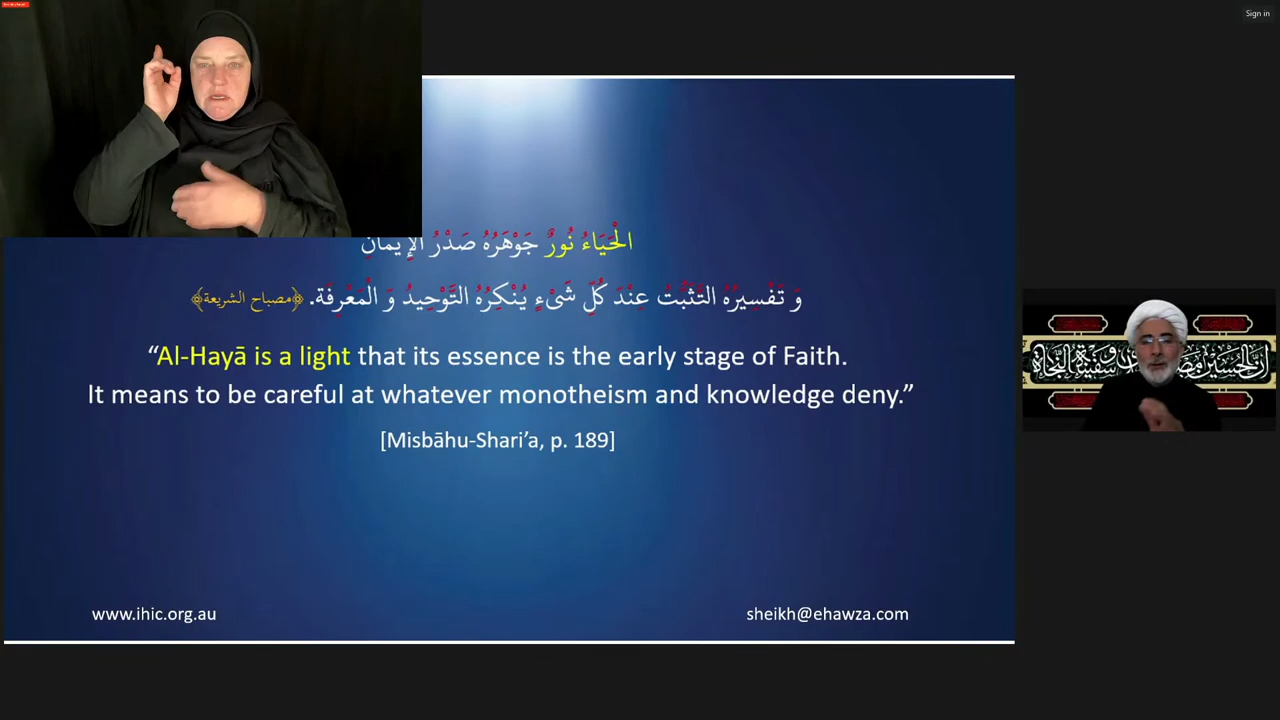 Sign in
الْحَيَاءُ نُورٌ جَوْهَرُهُ صَدْرُ الْإِيمَانِ
وَ تَفْسِيرُهُ التَّثَبُّتُ عِنْدَ كُلِّ شَىْءٍ يُنْكِرُهُ التَّوْحِيدُ وَ الْمَعْرِفَة. ﴿مصباح الشريعة﴾
“Al-Hayā is a light that its essence is the early stage of Faith.
It means to be careful at whatever monotheism and knowledge deny.”
[Misbāhu-Shari’a, p. 189]
www.ihic.org.au
sheikh@ehawza.com